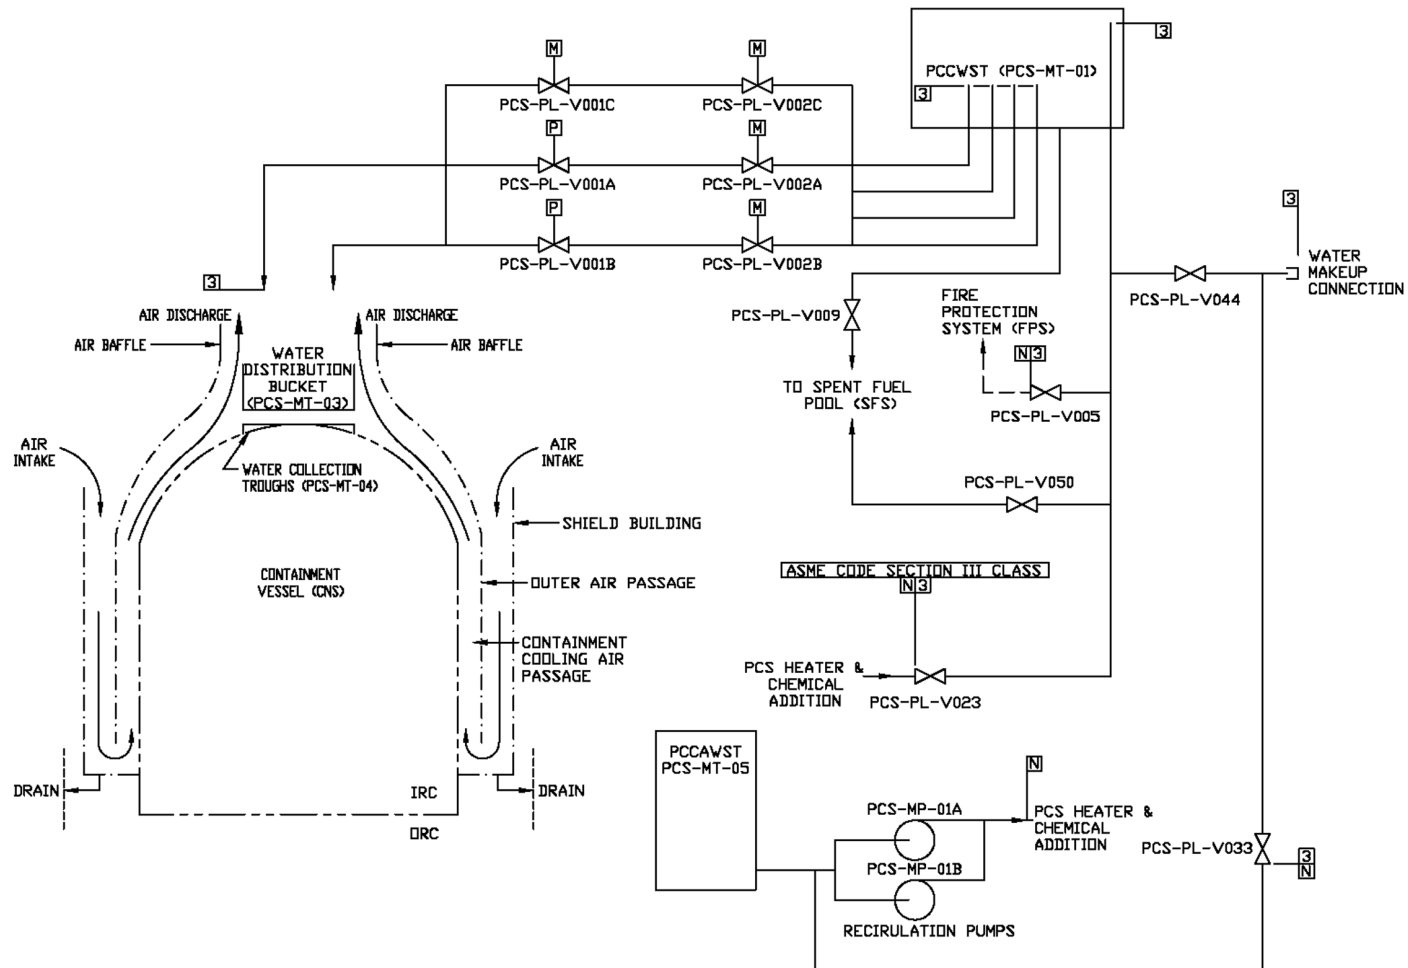 M
M
3
PCCWST (PCS-MT-01)
3
PCS-PL-V001C
PCS-PL-V002C
P
M
PCS-PL-V001A
PCS-PL-V002A
P
M
PCS-PL-V001B
PCS-PL-V002B
3
WATER
MAKEUP
CONNECTION
PCS-PL-V044
3
AIR DISCHARGE
AIR DISCHARGE
AIR BAFFLE
AIR BAFFLE
WATER
DISTRIBUTION
BUCKET
(PCS-MT-03)
PCS-PL-V009
FIRE
PROTECTION
SYSTEM (FPS)
N 3
PCS-PL-V005
TO SPENT FUEL
POOL (SFS)
AIR
INTAKE
AIR
INTAKE
WATER COLLECTION
TROUGHS (PCS-MT-04)
PCS-PL-V050
SHIELD BUILDING
CONTAINMENT
VESSEL (CNS)
OUTER AIR PASSAGE
ASME CODE SECTION III CLASS
N 3
CONTAINMENT
COOLING AIR
PASSAGE
PCS HEATER &
CHEMICAL
ADDITION
PCS-PL-V023
PCCAWST
PCS-MT-05
N
DRAIN
IRC
DRAIN
ORC
PCS-MP-01A
PCS HEATER &
CHEMICAL
ADDITION
PCS-MP-01B
RECIRULATION PUMPS
PCS-PL-V033
3
N